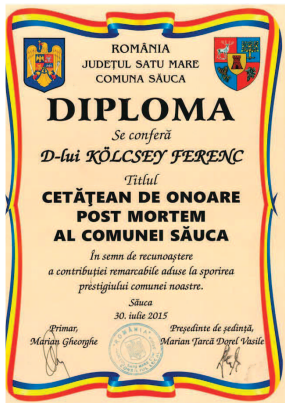 ROMÂNIA
JUDEȚUL SATU MARE
COMUNA SĂUCA
DIPLOMA
Se conferă
D-lui KÖLCSEY FERENC
Titlul
CETĂȚEAN DE ONOARE
POST MORTEM
AL COMUNEI SĂUCA
În semn de recunoaștere
a contribuției remarcabile aduse la sporirea
prestigiului comunei noastre.
Săuca
30. iulie 2015
Primar, Președinte de ședință,
Marian Gheorghe Marian Țarcă Dorel Vasile
ROMÂNIA